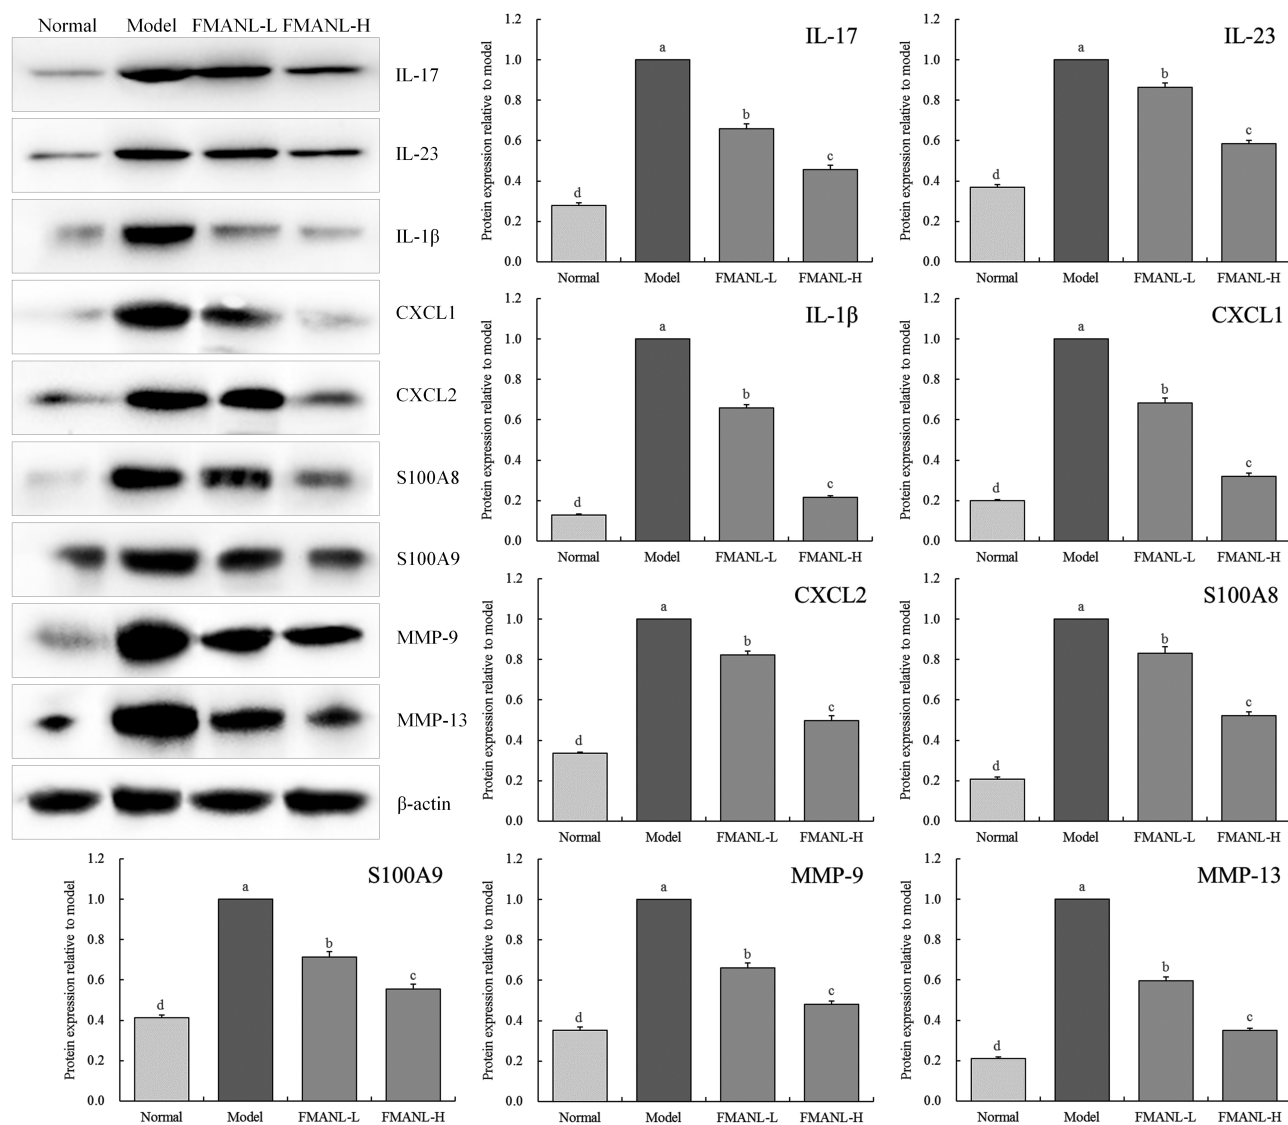 Normal Model FMANL-L FMANL-H
IL-17
IL-23
IL-1β
CXCL1
CXCL2
S100A8
S100A9
MMP-9
MMP-13
β-actin
IL-17
Protein expression relative to model
1.2
1.0
0.8
0.6
0.4
0.2
0.0
a
b
c
d
Normal Model FMANL-L FMANL-H
IL-23
Protein expression relative to model
1.2
1.0
0.8
0.6
0.4
0.2
0.0
a
b
c
d
Normal Model FMANL-L FMANL-H
IL-1β
Protein expression relative to model
1.2
1.0
0.8
0.6
0.4
0.2
0.0
a
b
c
d
Normal Model FMANL-L FMANL-H
CXCL1
Protein expression relative to model
1.2
1.0
0.8
0.6
0.4
0.2
0.0
a
b
c
d
Normal Model FMANL-L FMANL-H
CXCL2
Protein expression relative to model
1.2
1.0
0.8
0.6
0.4
0.2
0.0
a
b
c
d
Normal Model FMANL-L FMANL-H
S100A8
Protein expression relative to model
1.2
1.0
0.8
0.6
0.4
0.2
0.0
a
b
c
d
Normal Model FMANL-L FMANL-H
S100A9
Protein expression relative to model
1.2
1.0
0.8
0.6
0.4
0.2
0.0
a
b
c
d
Normal Model FMANL-L FMANL-H
MMP-9
Protein expression relative to model
1.2
1.0
0.8
0.6
0.4
0.2
0.0
a
b
c
d
Normal Model FMANL-L FMANL-H
MMP-13
Protein expression relative to model
1.2
1.0
0.8
0.6
0.4
0.2
0.0
a
b
c
d
Normal Model FMANL-L FMANL-H